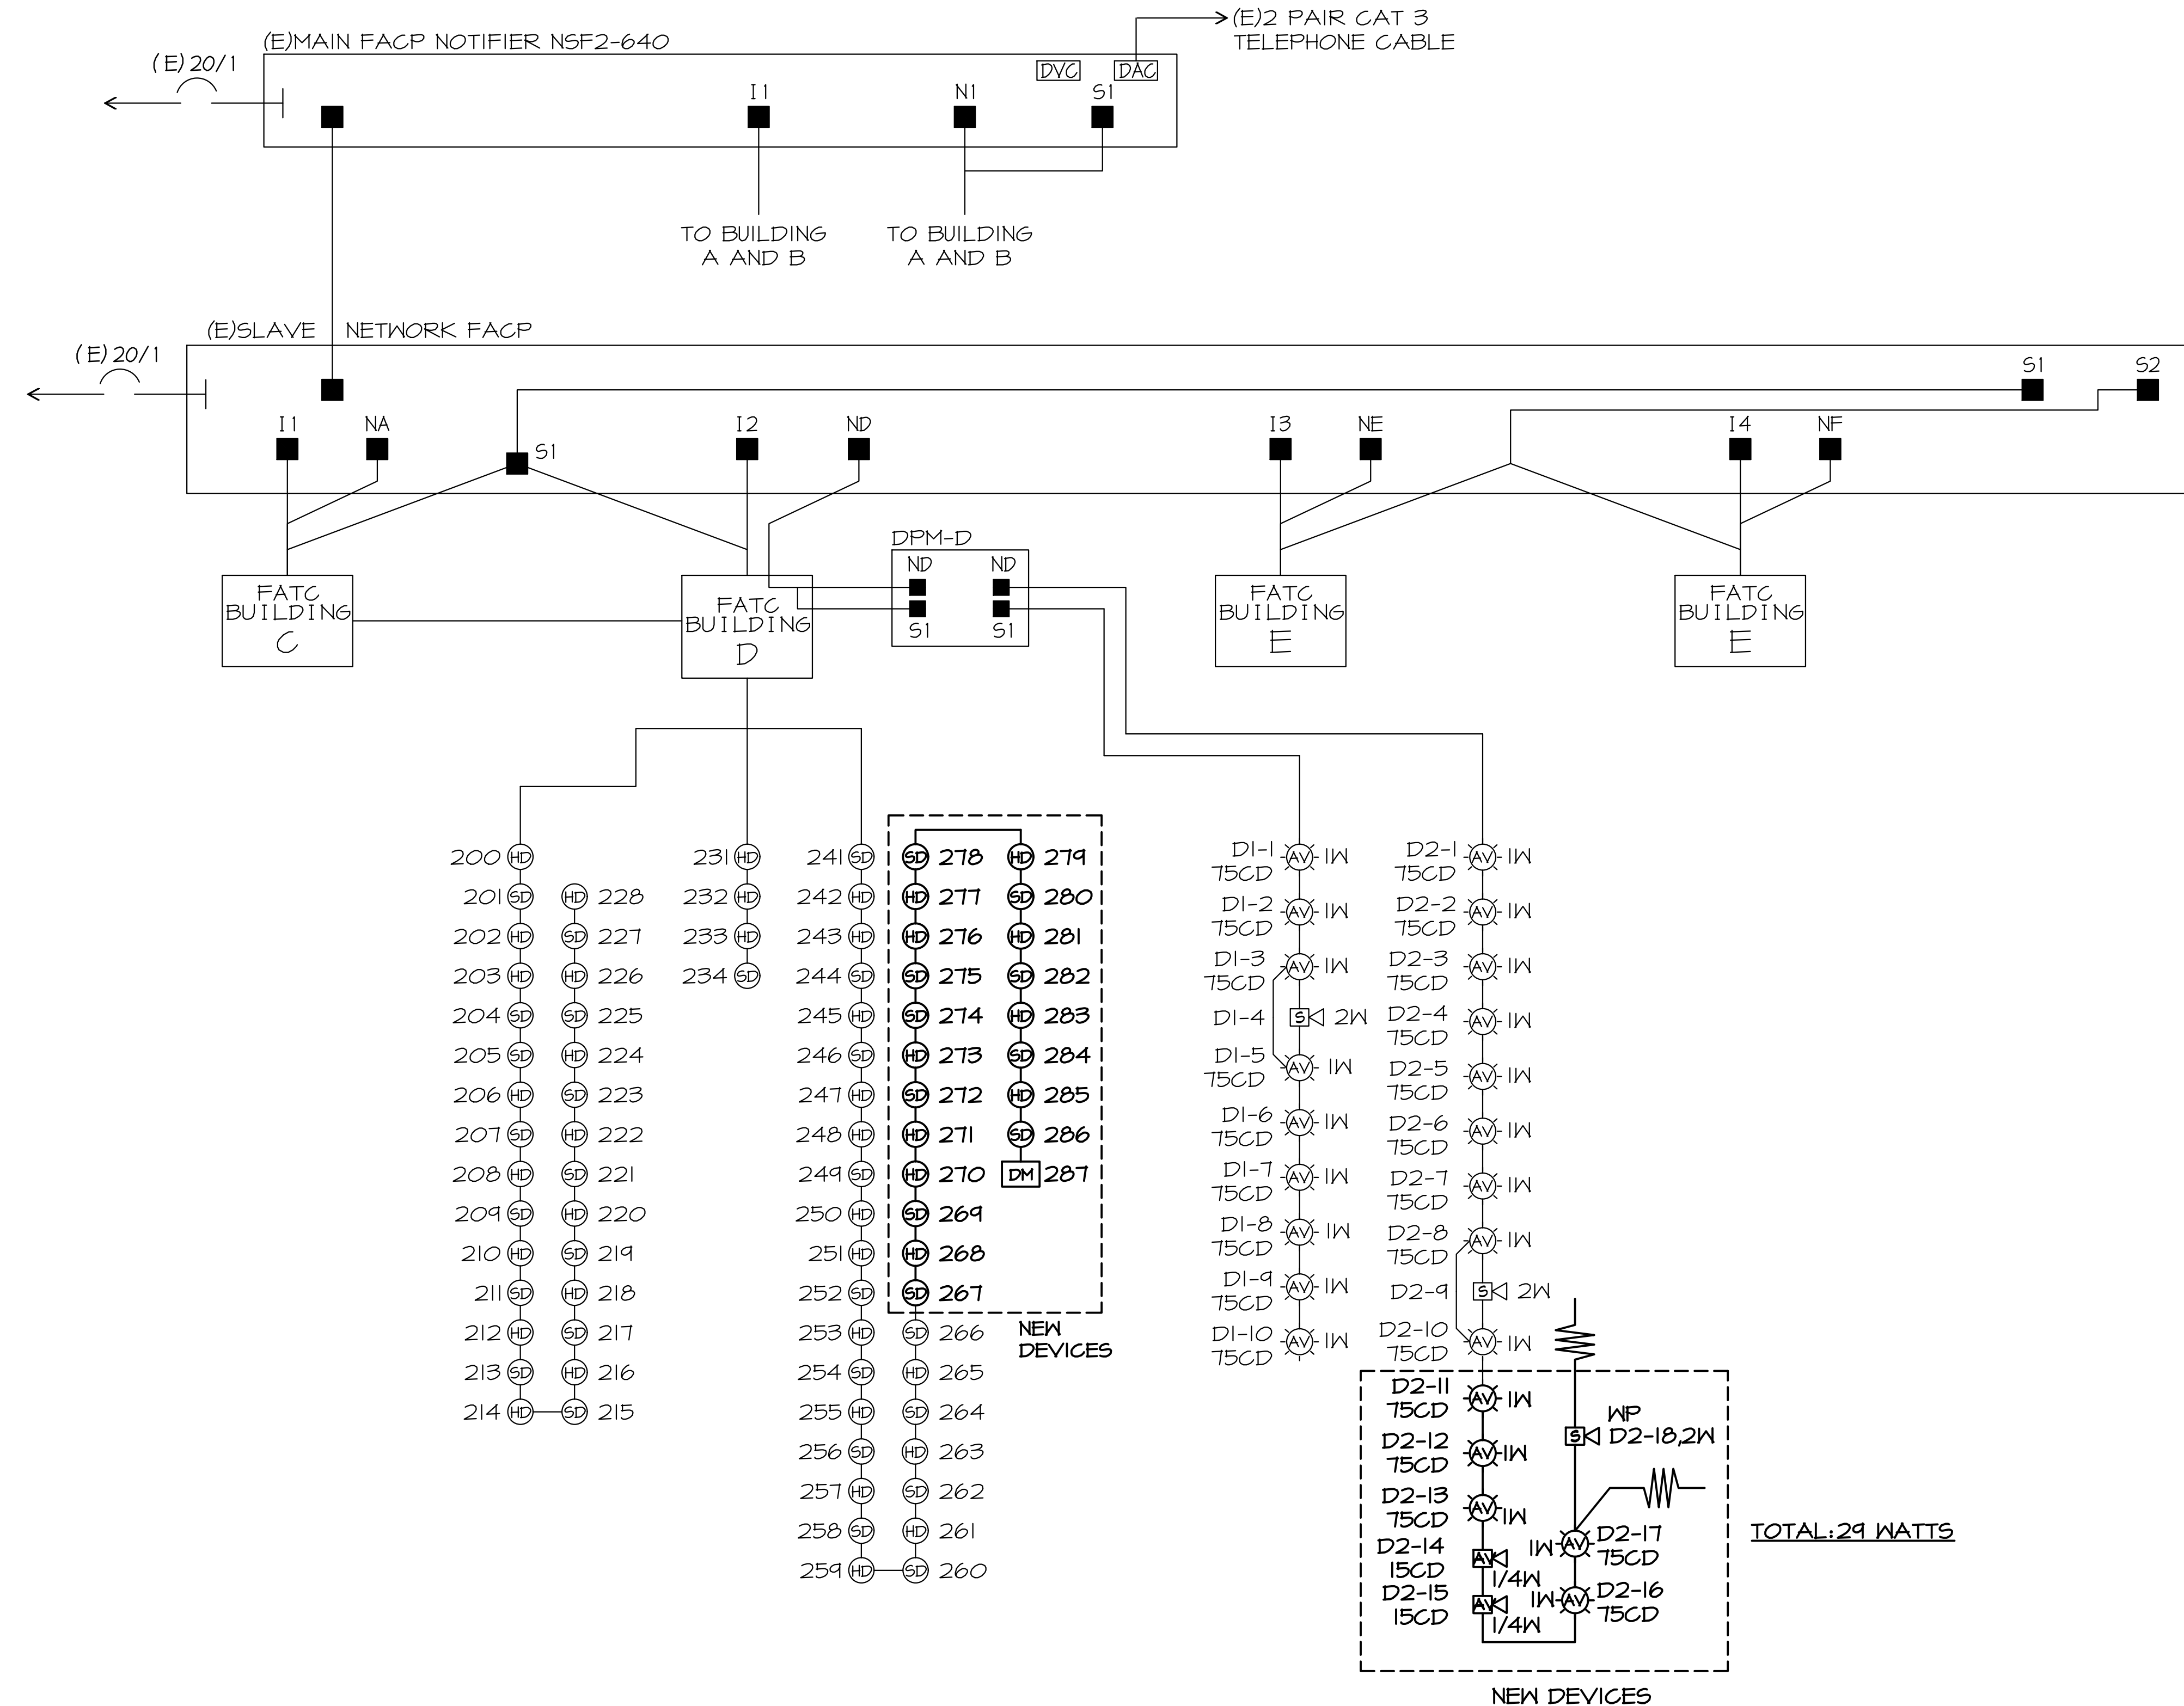 (E)2 PAIR CAT 3
TELEPHONE CABLE
(E)MAIN FACP NOTIFIER NSF2-640
(E)20/1
DVC
DAC
I1
N1
S1
TO BUILDING
A AND B
TO BUILDING
A AND B
(E)SLAVE NETWORK FACP
(E)20/1
S1
S2
I1
NA
S1
I2
ND
I3
NE
I4
NF
DPM-D
ND
ND
S1
S1
FATC
BUILDING
C
FATC
BUILDING
D
FATC
BUILDING
E
FATC
BUILDING
E
200 HD
201 SD
202 HD
203 HD
204 SD
205 SD
206 HD
207 SD
208 HD
209 SD
210 HD
211 SD
212 HD
213 SD
214 HD
HD 228
SD 227
HD 226
SD 225
HD 224
SD 223
HD 222
SD 221
HD 220
SD 219
HD 218
SD 217
HD 216
SD 215
231 HD
232 HD
233 HD
234 SD
241 SD
242 HD
243 HD
244 SD
245 HD
246 SD
247 HD
248 HD
249 SD
250 HD
251 HD
252 SD
253 HD
254 SD
255 HD
256 SD
257 HD
258 SD
259 HD
SD 278
HD 277
HD 276
SD 275
SD 274
HD 273
SD 272
HD 271
HD 270
SD 269
HD 268
SD 267
SD 266
HD 265
SD 264
HD 263
SD 262
HD 261
SD 260
HD 279
SD 280
HD 281
SD 282
HD 283
SD 284
HD 285
SD 286
DM 287
NEW
DEVICES
D1-1 AV 1W
75CD
D1-2 AV 1W
75CD
D1-3 AV 1W
75CD
D1-4 S 2W
D1-5 AV 1W
75CD
D1-6 AV 1W
75CD
D1-7 AV 1W
75CD
D1-8 AV 1W
75CD
D1-9 AV 1W
75CD
D1-10 AV 1W
75CD
D2-1 AV 1W
75CD
D2-2 AV 1W
75CD
D2-3 AV 1W
75CD
D2-4 AV 1W
75CD
D2-5 AV 1W
75CD
D2-6 AV 1W
75CD
D2-7 AV 1W
75CD
D2-8 AV 1W
75CD
D2-9 S 2W
D2-10 AV 1W
75CD
D2-11 AV 1W
75CD
D2-12 AV 1W
75CD
D2-13 AV 1W
75CD
D2-14 AV
15CD 1/4W
D2-15 AV
15CD 1/4W
WP
S D2-18,2W
1W AV D2-17
75CD
1W AV D2-16
75CD
TOTAL:29 WATTS
NEW DEVICES